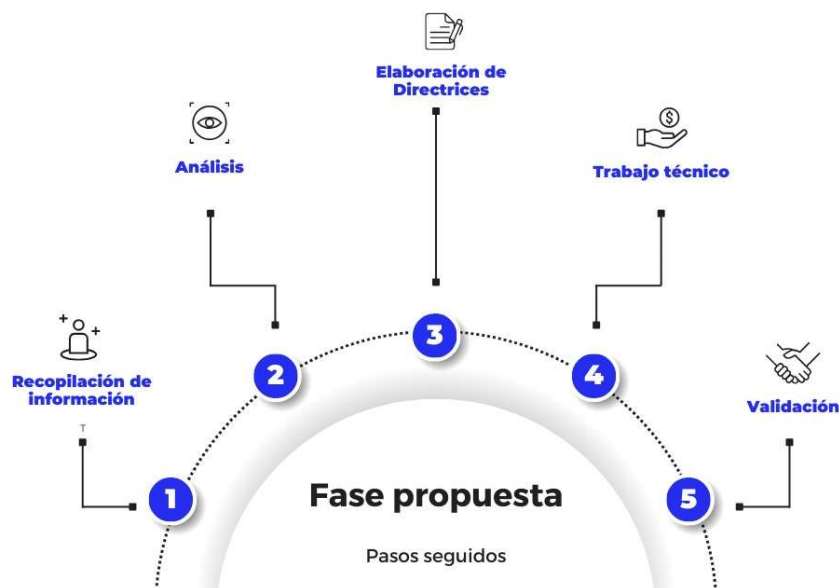 Elaboración de
Directrices
Análisis
Trabajo técnico
Recopilación de
información
T
Validación
3
2
4
1
5
Fase propuesta
Pasos seguidos
$